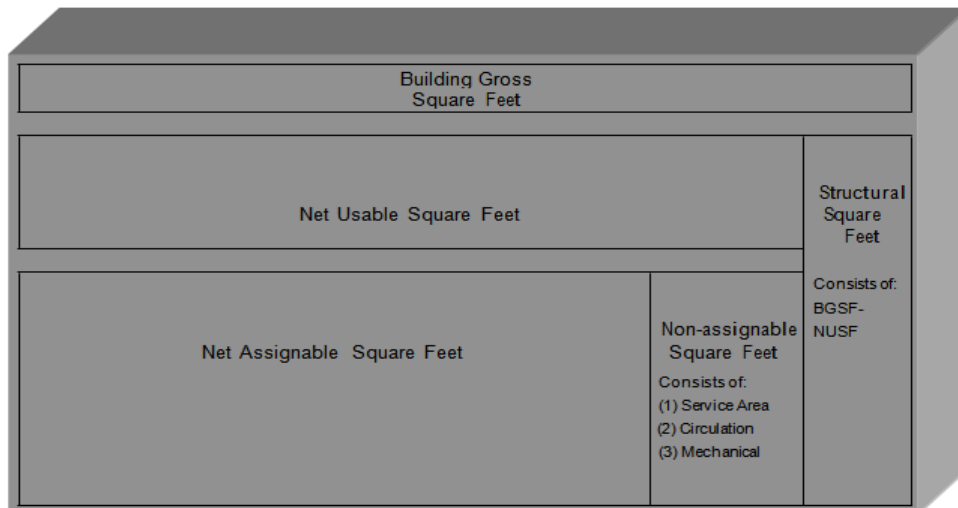 Building Gross
Square Feet
Net Usable Square Feet
Structural
Square
Feet
Consists of:
BGSF-
NUSF
Net Assignable Square Feet
Non-assignable
Square Feet
Consists of:
(1) Service Area
(2) Circulation
(3) Mechanical